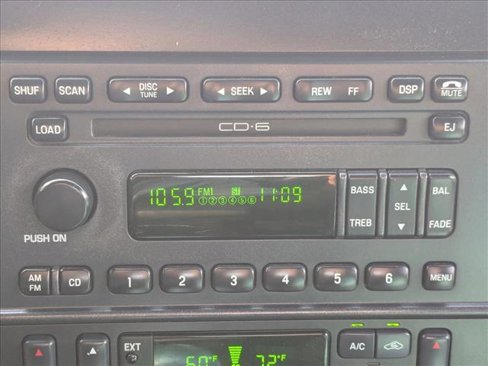 SHUF SCAN DISC TUNE SEEK REW FF DSP MUTE
LOAD CD·6 EJ
105.9 FM1 ①②③④⑤⑥ 11:09 BASS TREB SEL BAL FADE
PUSH ON
AM FM CD 1 2 3 4 5 6 MENU
EXT 60°F 72°F A/C